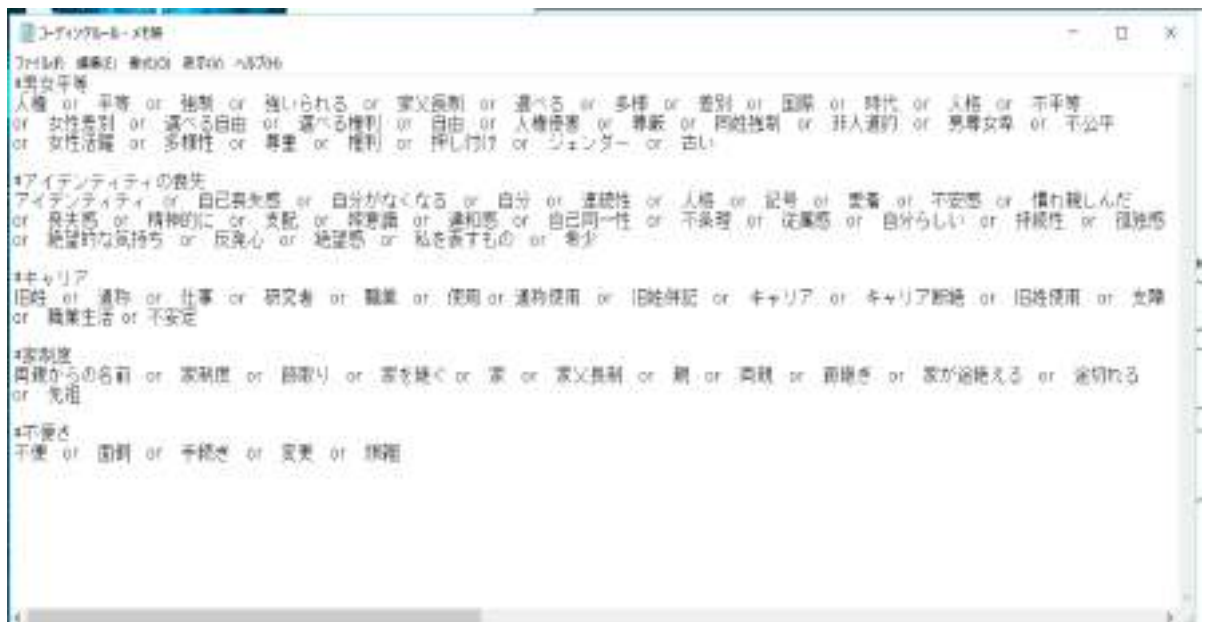 コーディングルール - メモ帳
ファイル(F) 編集(E) 書式(O) 表示(V) ヘルプ(H)
*男女平等
人権 or 平等 or 強制 or 強いられる or 家父長制 or 選べる or 多様 or 差別 or 国際 or 時代 or 人格 or 不平等
or 女性差別 or 選べる自由 or 選べる権利 or 自由 or 人権侵害 or 尊厳 or 同姓強制 or 非人道的 or 男尊女卑 or 不公平
or 女性活躍 or 多様性 or 尊重 or 権利 or 押し付け or ジェンダー or 古い
*アイデンティティの喪失
アイデンティティ or 自己喪失感 or 自分がなくなる or 自分 or 連続性 or 人格 or 記号 or 愛着 or 不安感 or 慣れ親しんだ
or 喪失感 or 精神的に or 支配 or 嫁意識 or 違和感 or 自己同一性 or 不条理 or 従属感 or 自分らしい or 持続性 or 孤独感
or 絶望的な気持ち or 反発心 or 絶望感 or 私を表すもの or 希少
*キャリア
旧姓 or 通称 or 仕事 or 研究者 or 職業 or 使用 or 通称使用 or 旧姓併記 or キャリア or キャリア断絶 or 旧姓使用 or 支障
or 職業生活 or 不安定
*家制度
両親からの名前 or 家制度 or 跡取り or 家を継ぐ or 家 or 家父長制 or 親 or 両親 or 跡継ぎ or 家が途絶える or 途切れる
or 先祖
*不便さ
不便 or 面倒 or 手続き or 変更 or 煩雑